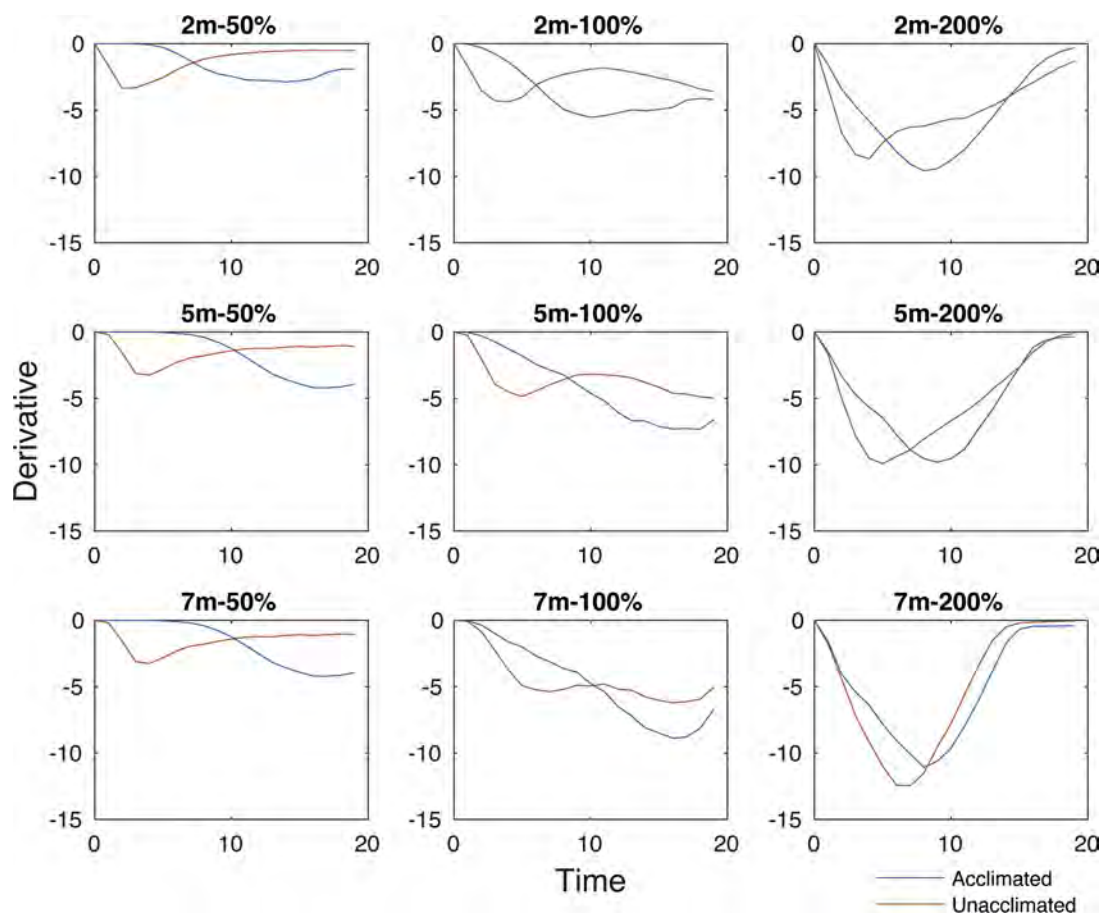 2m-50% 2m-100% 2m-200%
0 0 0
-5 -5 -5
-10 -10 -10
-15 -15 -15
0 10 20 0 10 20 0 10 20
5m-50% 5m-100% 5m-200%
0 0 0
-5 -5 -5
-10 -10 -10
-15 -15 -15
0 10 20 0 10 20 0 10 20
Derivative
7m-50% 7m-100% 7m-200%
0 0 0
-5 -5 -5
-10 -10 -10
-15 -15 -15
0 10 20 0 10 20 0 10 20
Time
Acclimated
Unacclimated